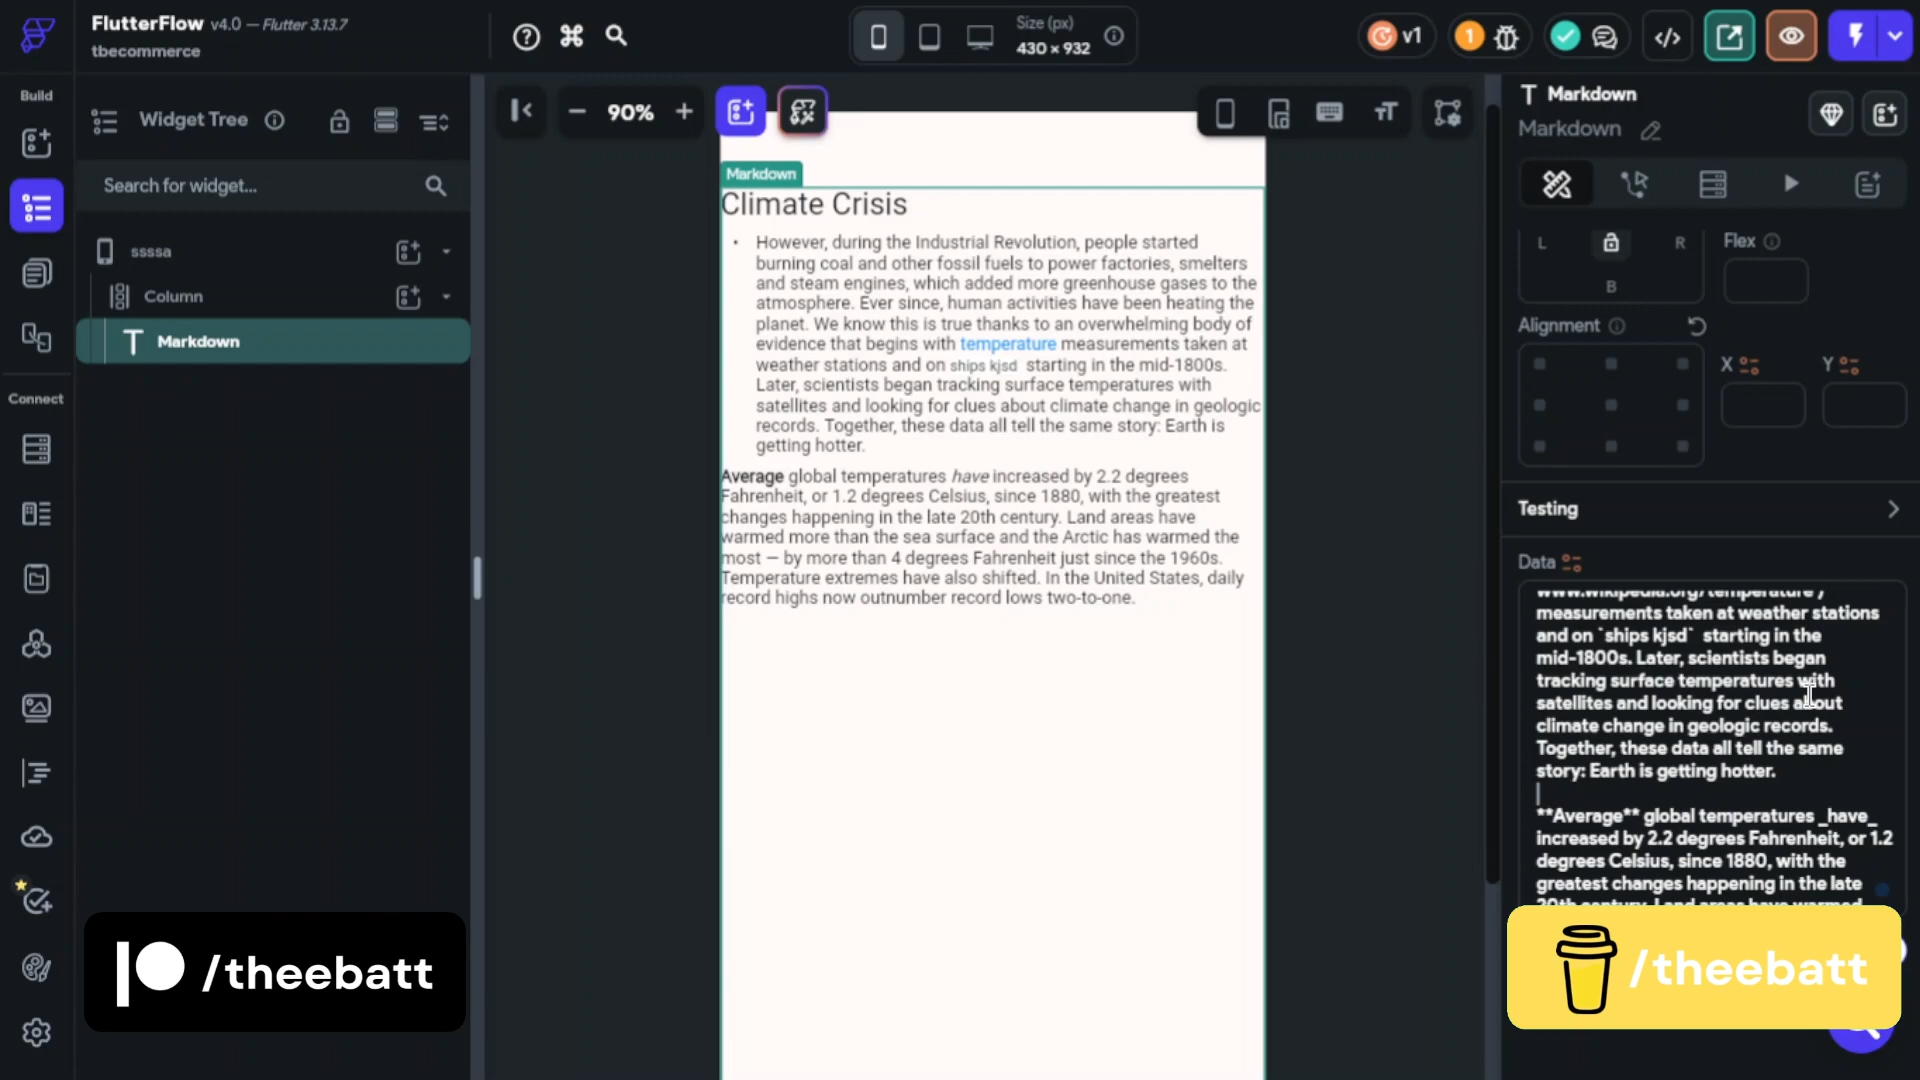 FlutterFlow v4.0 — Flutter 3.13.7
tbecommerce
Size (px)
430 × 932
v1
1
Build
Connect
Widget Tree
Search for widget...
ssssa
Column
Markdown
90%
Markdown
Climate Crisis
• However, during the Industrial Revolution, people started
burning coal and other fossil fuels to power factories, smelters
and steam engines, which added more greenhouse gases to the
atmosphere. Ever since, human activities have been heating the
planet. We know this is true thanks to an overwhelming body of
evidence that begins with temperature measurements taken at
weather stations and on ships kjsd starting in the mid-1800s.
Later, scientists began tracking surface temperatures with
satellites and looking for clues about climate change in geologic
records. Together, these data all tell the same story: Earth is
getting hotter.
Average global temperatures have increased by 2.2 degrees
Fahrenheit, or 1.2 degrees Celsius, since 1880, with the greatest
changes happening in the late 20th century. Land areas have
warmed more than the sea surface and the Arctic has warmed the
most — by more than 4 degrees Fahrenheit just since the 1960s.
Temperature extremes have also shifted. In the United States, daily
record highs now outnumber record lows two-to-one.
Markdown
Markdown
L
R
B
Flex
Alignment
X
Y
Testing
Data
www.wikipedia.org/temperature)
measurements taken at weather stations
and on `ships kjsd` starting in the
mid-1800s. Later, scientists began
tracking surface temperatures with
satellites and looking for clues about
climate change in geologic records.
Together, these data all tell the same
story: Earth is getting hotter.
**Average** global temperatures _have_
increased by 2.2 degrees Fahrenheit, or 1.2
degrees Celsius, since 1880, with the
greatest changes happening in the late
20th century. Land areas have warmed
/theebatt
/theebatt